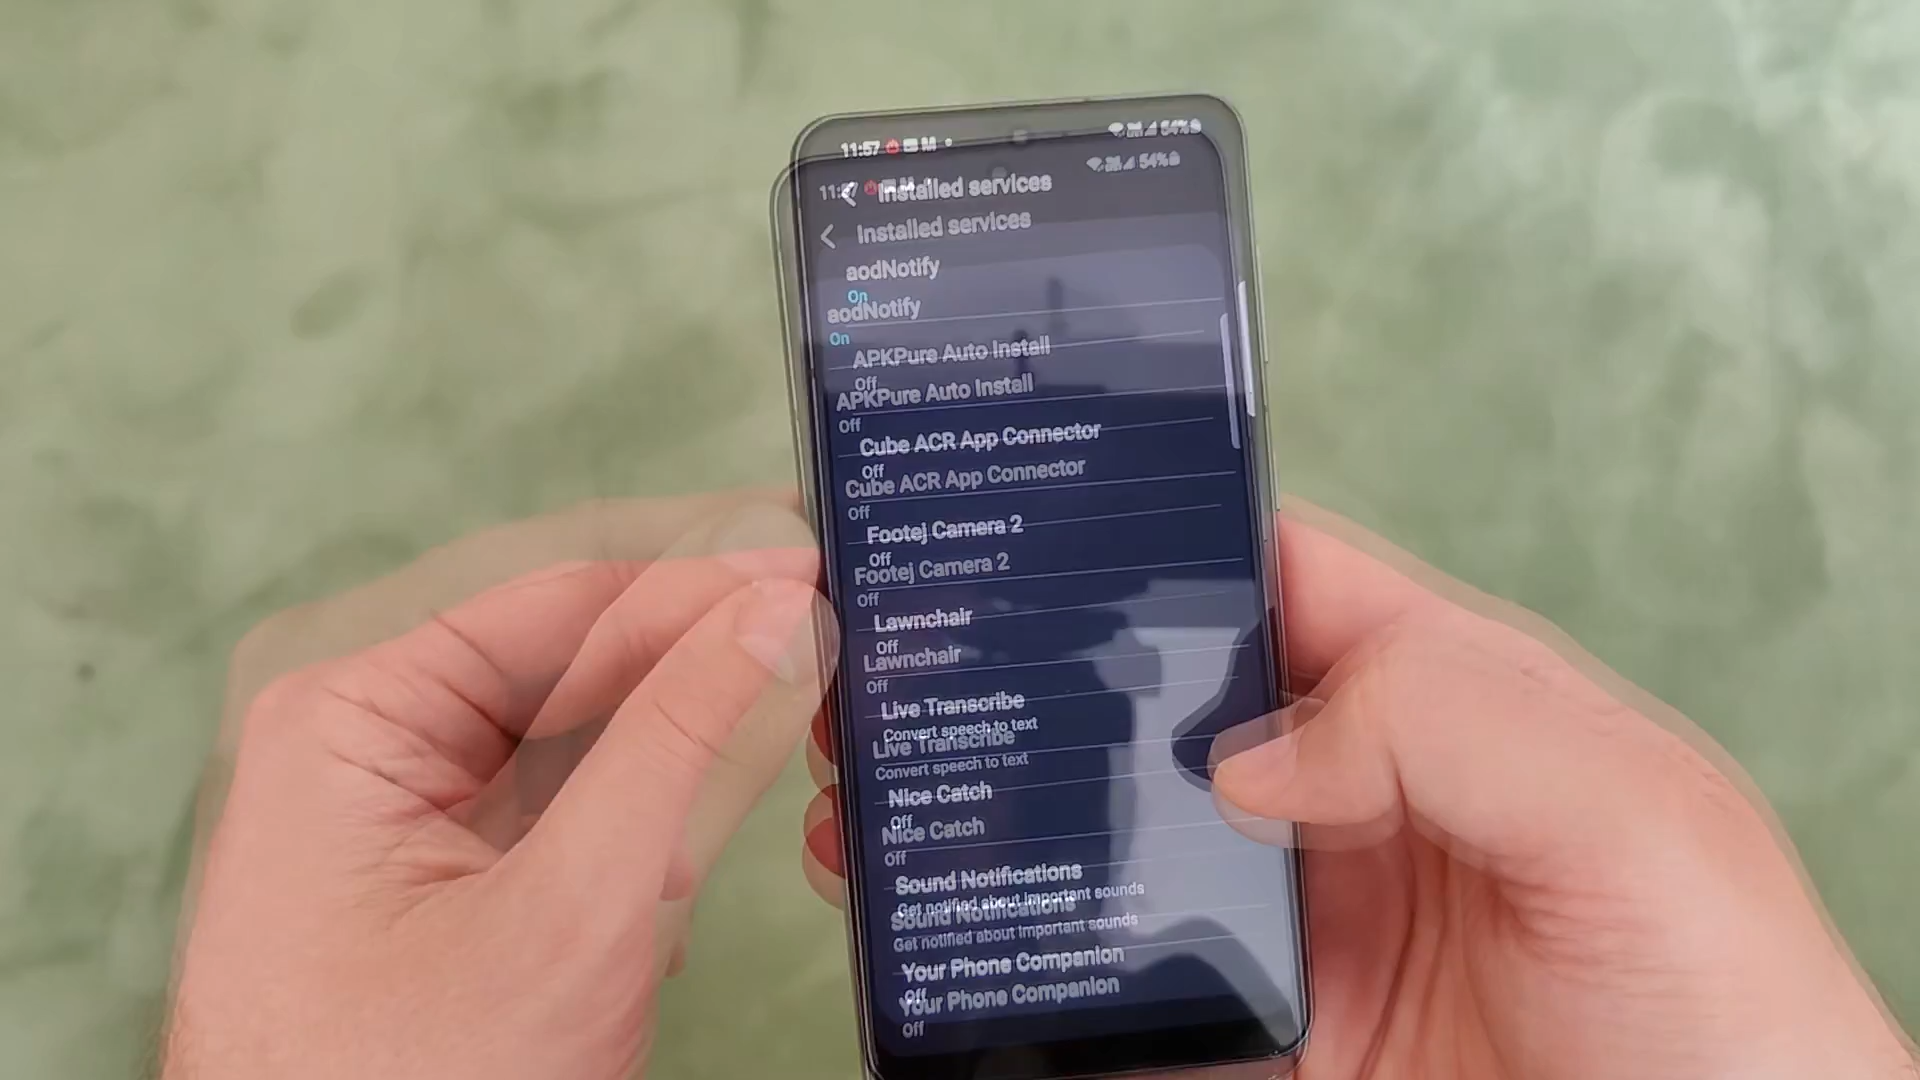 11:57 M 54%
54%
Installed services
Installed services
aodNotify
On
aodNotify
On
APKPure Auto Install
Off
APKPure Auto Install
Off
Cube ACR App Connector
Off
Cube ACR App Connector
Off
Footej Camera 2
Off
Footej Camera 2
Off
Lawnchair
Off
Lawnchair
Off
Live Transcribe
Convert speech to text
Live Transcribe
Convert speech to text
Nice Catch
Off
Nice Catch
Off
Sound Notifications
Get notified about important sounds
Sound Notifications
Get notified about important sounds
Your Phone Companion
Off
Your Phone Companion
Off